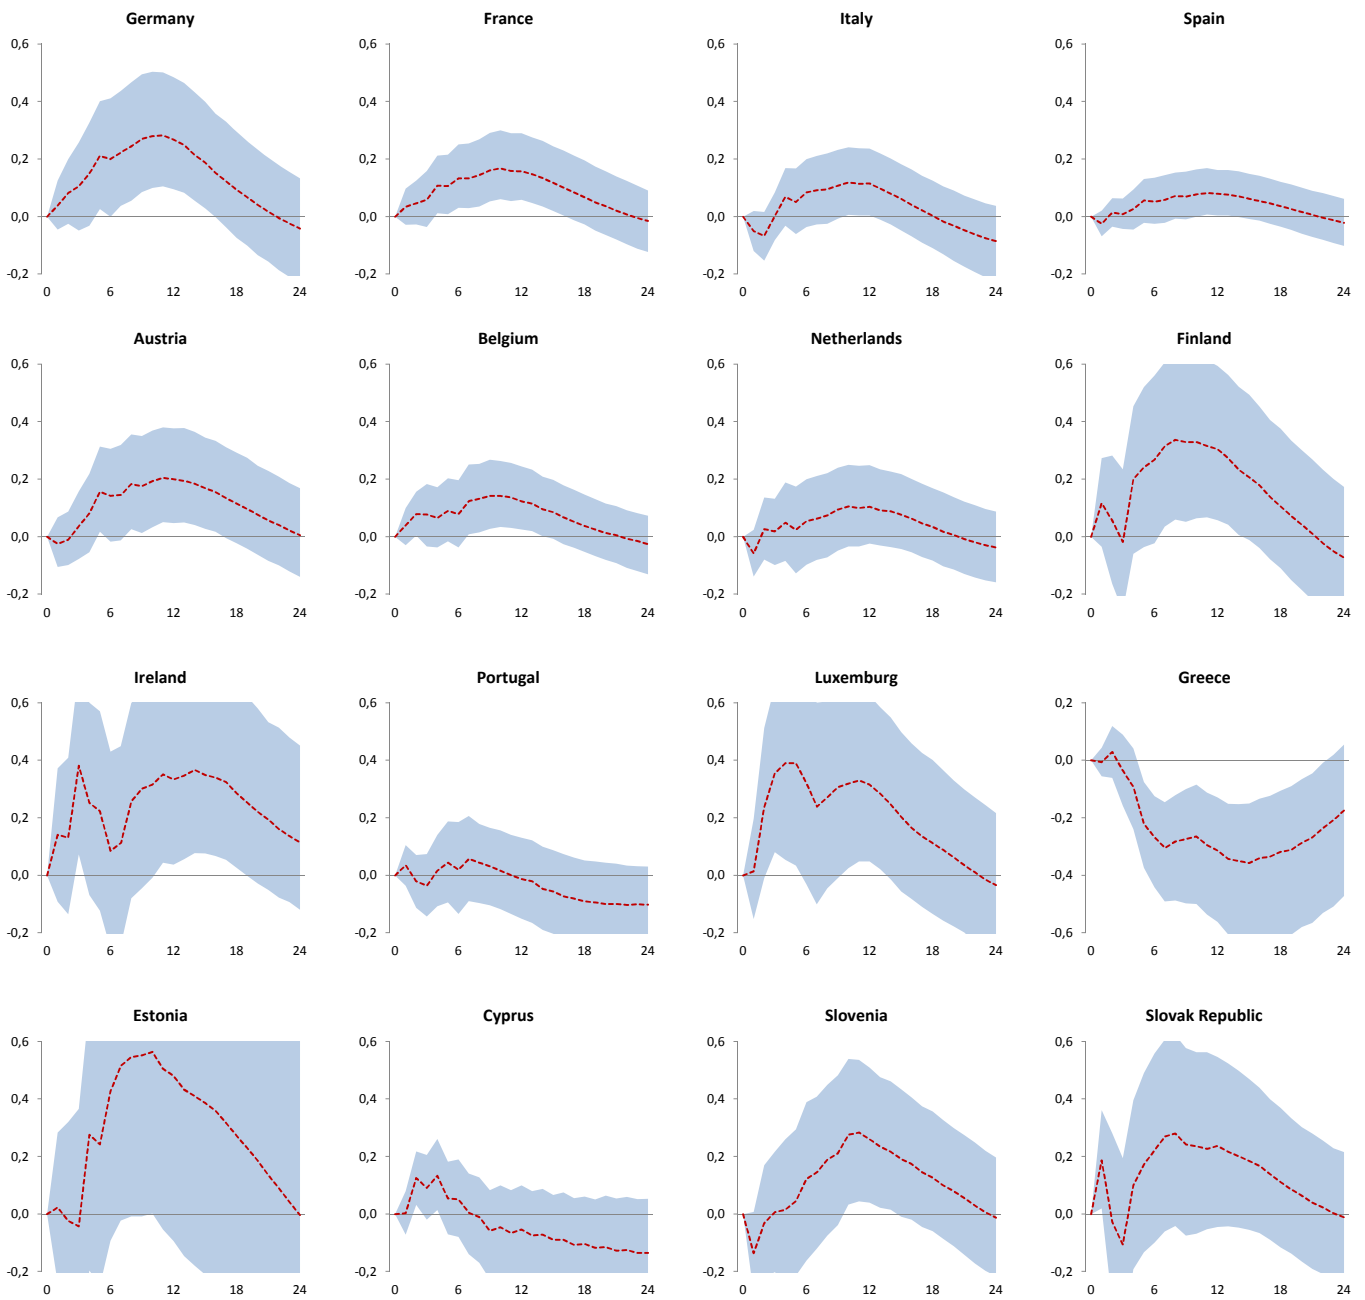 Germany France Italy Spain
0,6 0,6 0,6 0,6
0,4 0,4 0,4 0,4
0,2 0,2 0,2 0,2
0,0 0,0 0,0 0,0
-0,2 -0,2 -0,2 -0,2
0 6 12 18 24 0 6 12 18 24 0 6 12 18 24 0 6 12 18 24
Austria Belgium Netherlands Finland
0,6 0,6 0,6 0,6
0,4 0,4 0,4 0,4
0,2 0,2 0,2 0,2
0,0 0,0 0,0 0,0
-0,2 -0,2 -0,2 -0,2
0 6 12 18 24 0 6 12 18 24 0 6 12 18 24 0 6 12 18 24
Ireland Portugal Luxemburg Greece
0,6 0,6 0,6 0,2
0,4 0,4 0,4 0,0
0,2 0,2 0,2 -0,2
0,0 0,0 0,0 -0,4
-0,2 -0,2 -0,2 -0,6
0 6 12 18 24 0 6 12 18 24 0 6 12 18 24 0 6 12 18 24
Estonia Cyprus Slovenia Slovak Republic
0,6 0,6 0,6 0,6
0,4 0,4 0,4 0,4
0,2 0,2 0,2 0,2
0,0 0,0 0,0 0,0
-0,2 -0,2 -0,2 -0,2
0 6 12 18 24 0 6 12 18 24 0 6 12 18 24 0 6 12 18 24